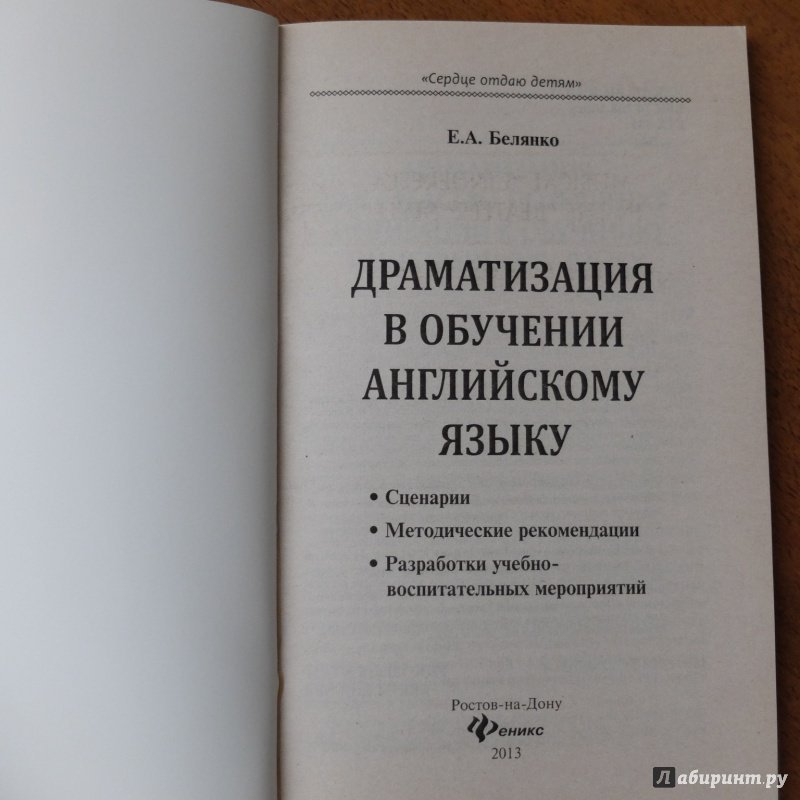 «Сердце отдаю детям»
Е.А. Белянко
ДРАМАТИЗАЦИЯ
В ОБУЧЕНИИ
АНГЛИЙСКОМУ
ЯЗЫКУ
• Сценарии
• Методические рекомендации
• Разработки учебно-
воспитательных мероприятий
Ростов-на-Дону
Феникс
2013
Лабиринт.ру